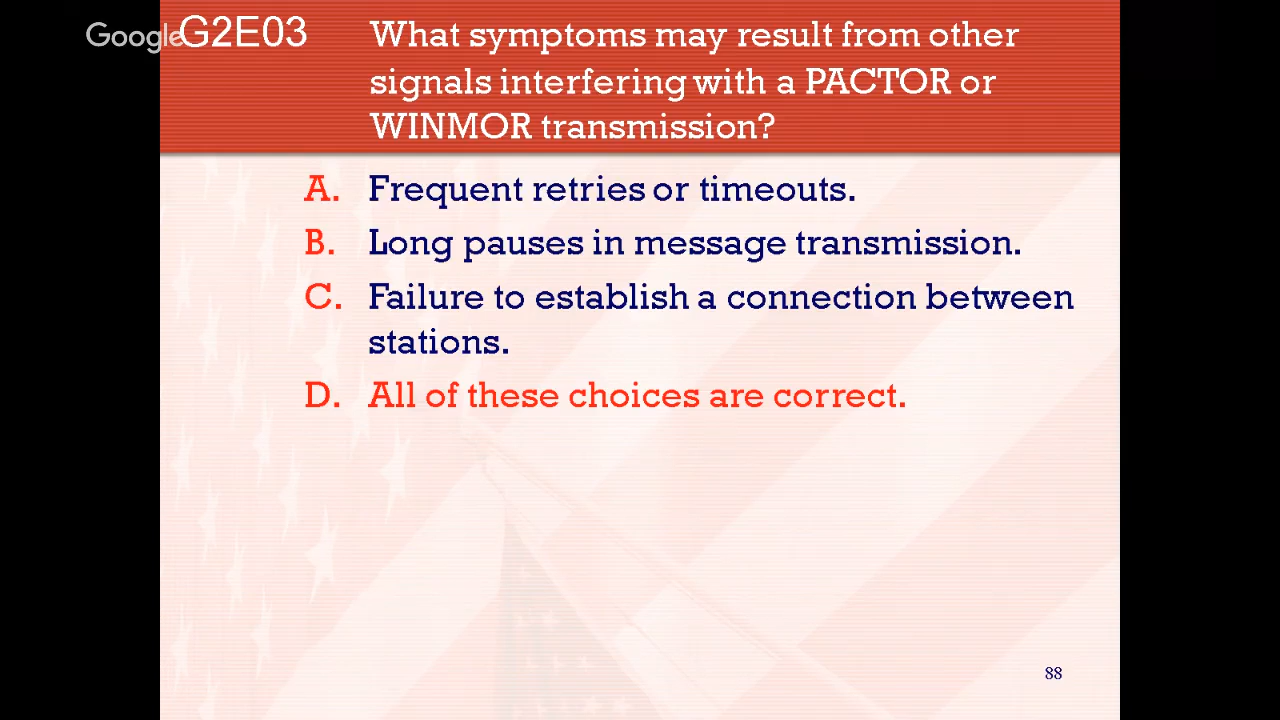 Google
G2E03 What symptoms may result from other
signals interfering with a PACTOR or
WINMOR transmission?
A. Frequent retries or timeouts.
B. Long pauses in message transmission.
C. Failure to establish a connection between
stations.
D. All of these choices are correct.
88